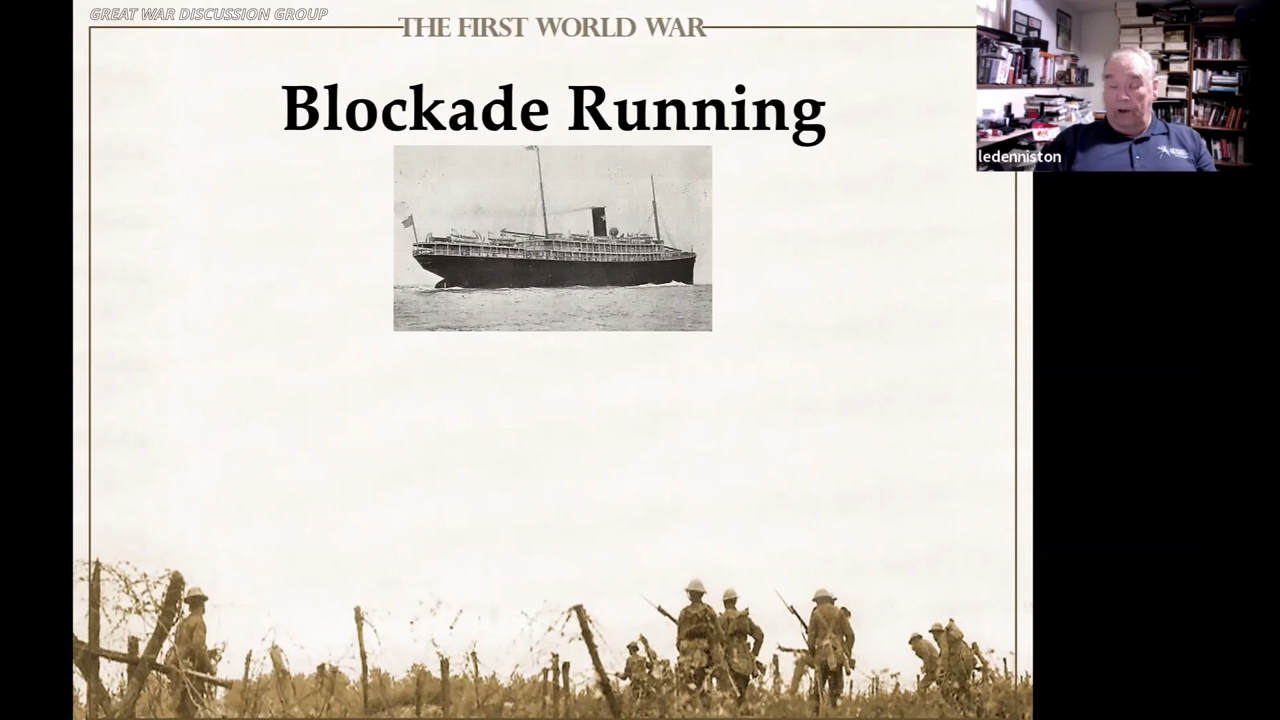 GREAT WAR DISCUSSION GROUP
THE FIRST WORLD WAR
Blockade Running
ledenniston